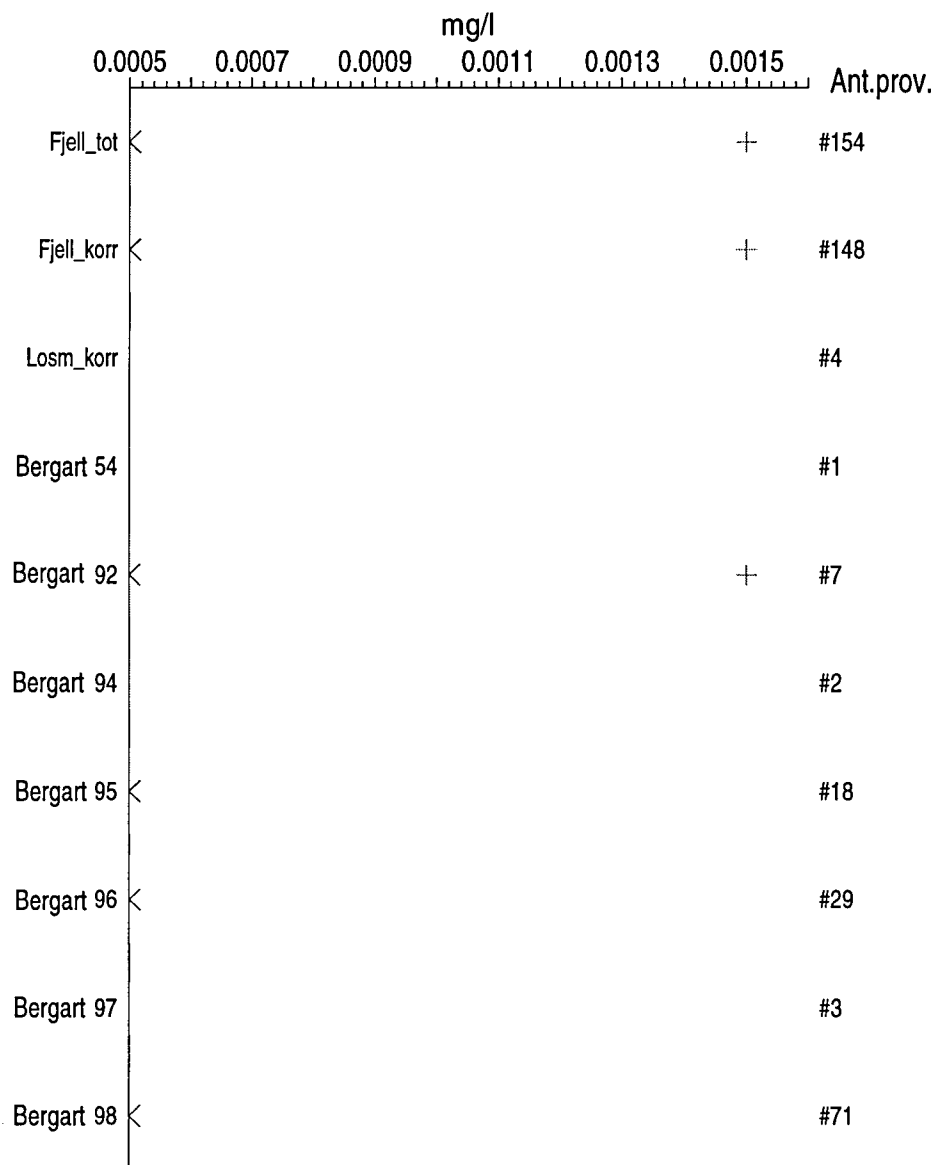 mg/l
0.0005 0.0007 0.0009 0.0011 0.0013 0.0015
Ant.prov.
Fjell_tot #154
Fjell_korr #148
Losm_korr #4
Bergart 54 #1
Bergart 92 #7
Bergart 94 #2
Bergart 95 #18
Bergart 96 #29
Bergart 97 #3
Bergart 98 #71